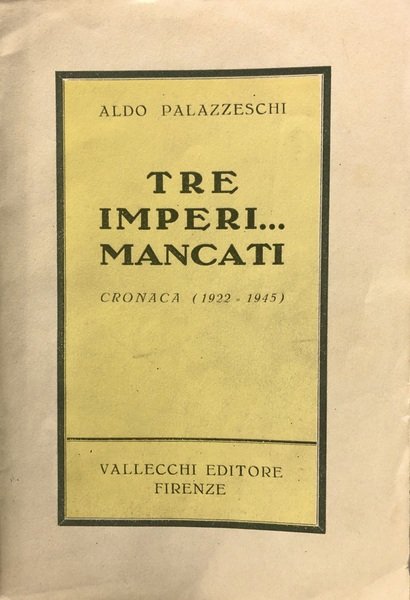 ALDO PALAZZESCHI
TRE
IMPERI...
MANCATI
CRONACA (1922 - 1945)
VALLECCHI EDITORE
FIRENZE